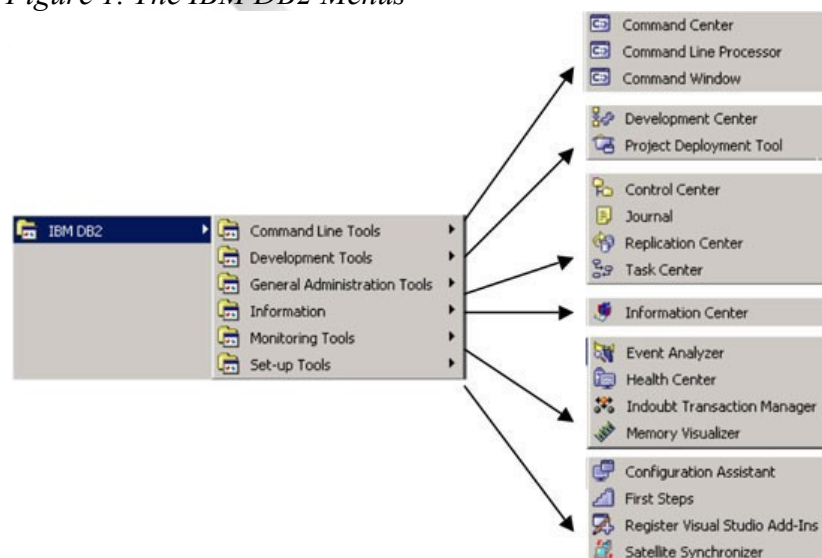 Figure 1: The IBM DB2 Menus
IBM DB2
Command Line Tools
Development Tools
General Administration Tools
Information
Monitoring Tools
Set-up Tools
Command Center
Command Line Processor
Command Window
Development Center
Project Deployment Tool
Control Center
Journal
Replication Center
Task Center
Information Center
Event Analyzer
Health Center
Indoubt Transaction Manager
Memory Visualizer
Configuration Assistant
First Steps
Register Visual Studio Add-Ins
Satellite Synchronizer